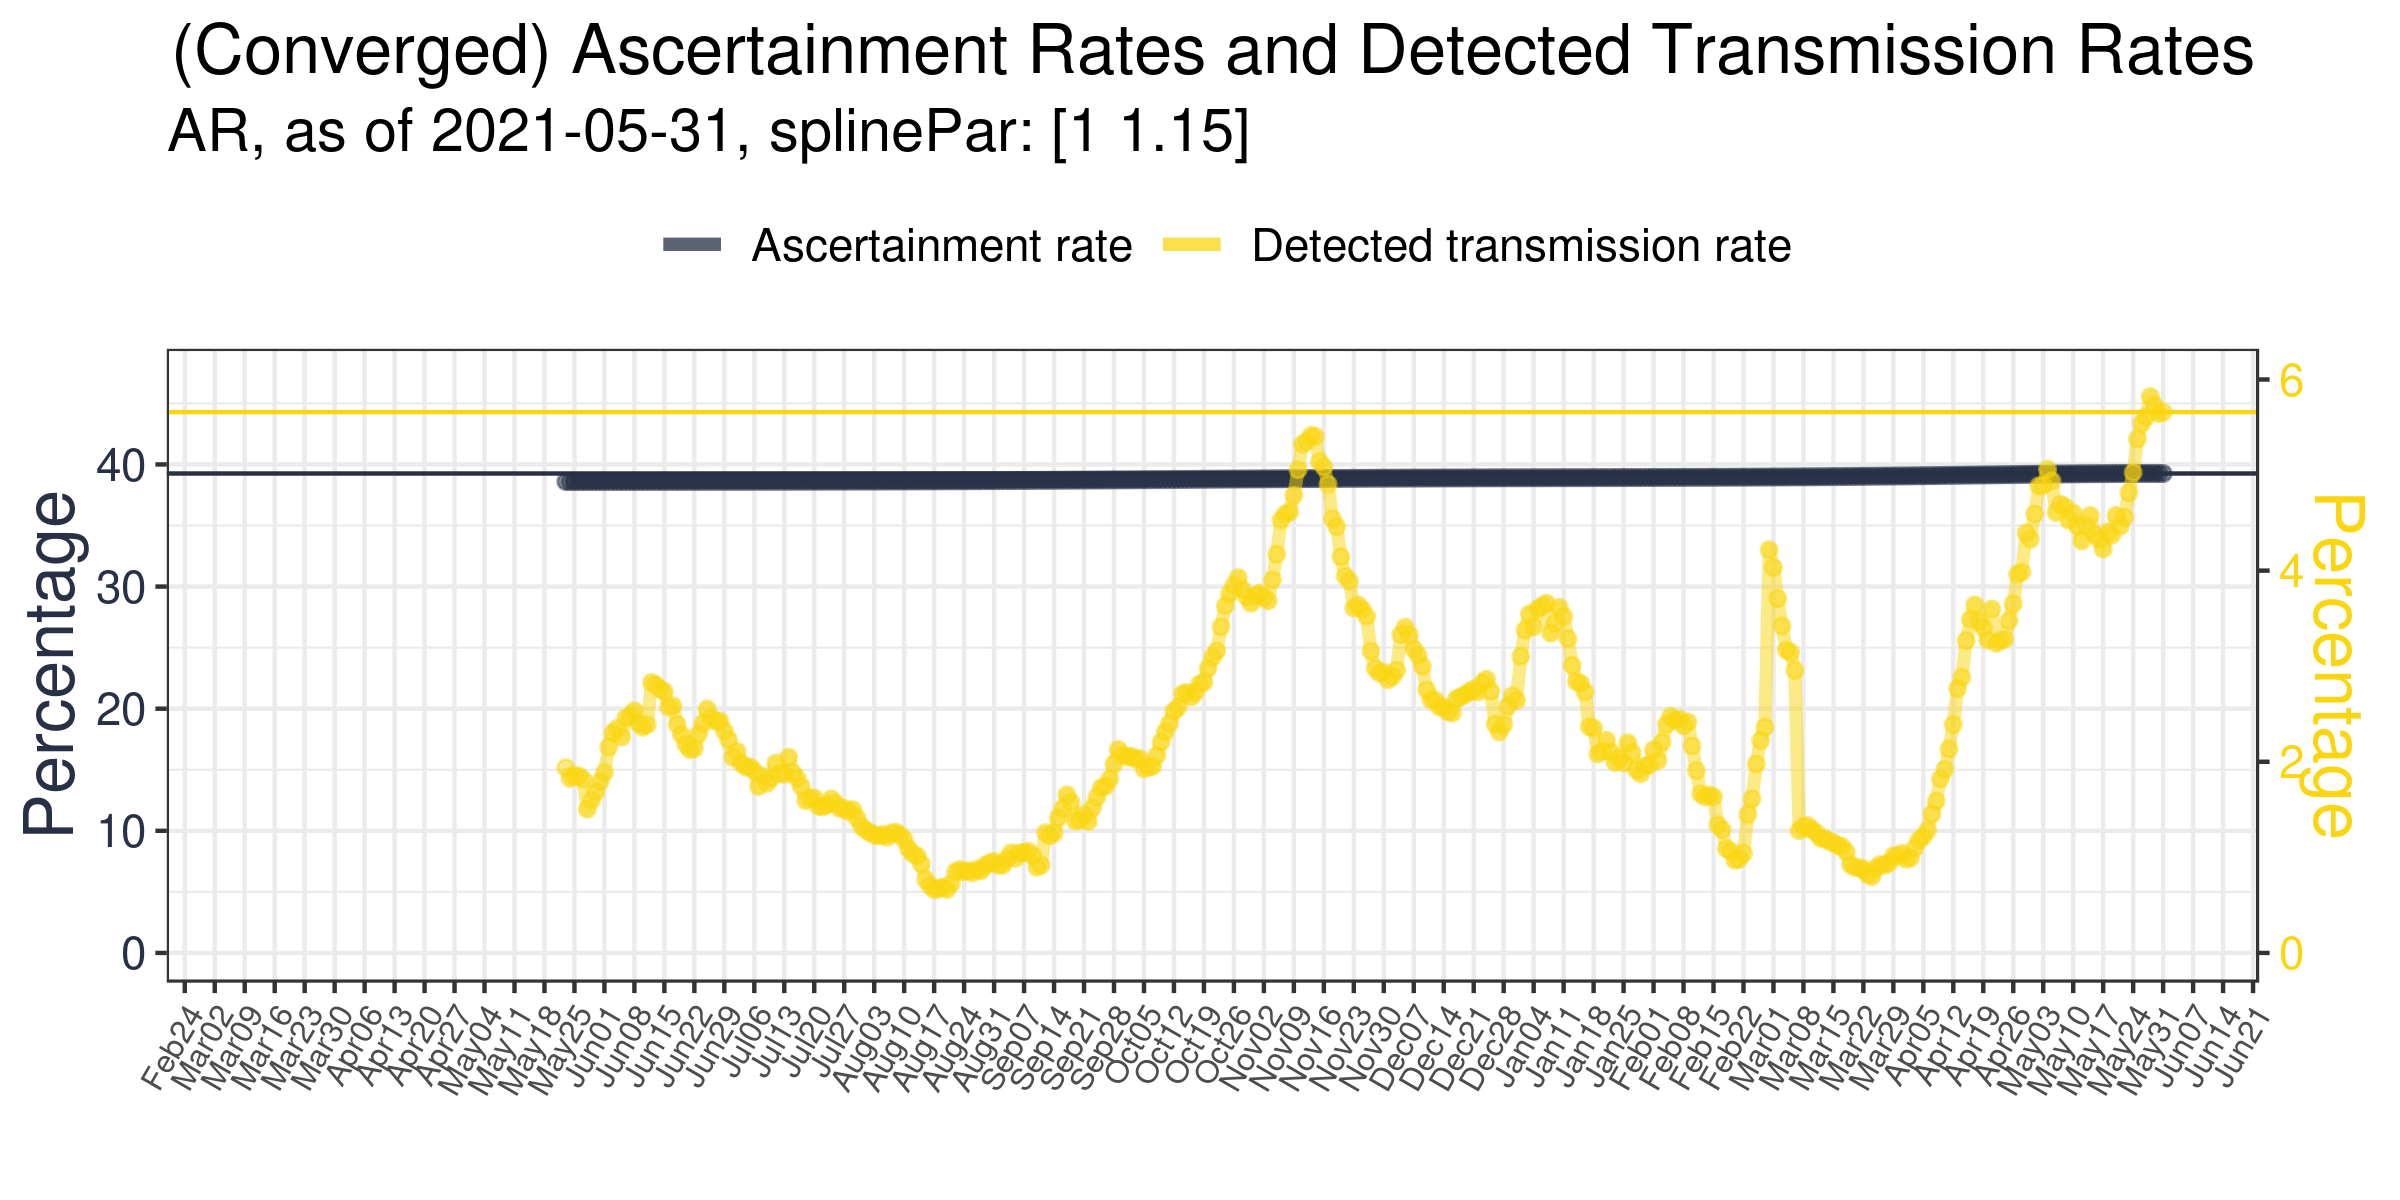 (Converged) Ascertainment Rates and Detected Transmission Rates
AR, as of 2021-05-31, splinePar: [1 1.15]
Ascertainment rate
Detected transmission rate
Percentage
40
30
20
10
0
6
4
2
0
Percentage
Feb24
Mar02
Mar09
Mar16
Mar23
Mar30
Apr06
Apr13
Apr20
Apr27
May04
May11
May18
May25
Jun01
Jun08
Jun15
Jun22
Jun29
Jul06
Jul13
Jul20
Jul27
Aug03
Aug10
Aug17
Aug24
Aug31
Sep07
Sep14
Sep21
Sep28
Oct05
Oct12
Oct19
Oct26
Nov02
Nov09
Nov16
Nov23
Nov30
Dec07
Dec14
Dec21
Dec28
Jan04
Jan11
Jan18
Jan25
Feb01
Feb08
Feb15
Feb22
Mar01
Mar08
Mar15
Mar22
Mar29
Apr05
Apr12
Apr19
Apr26
May03
May10
May17
May24
May31
Jun07
Jun14
Jun21